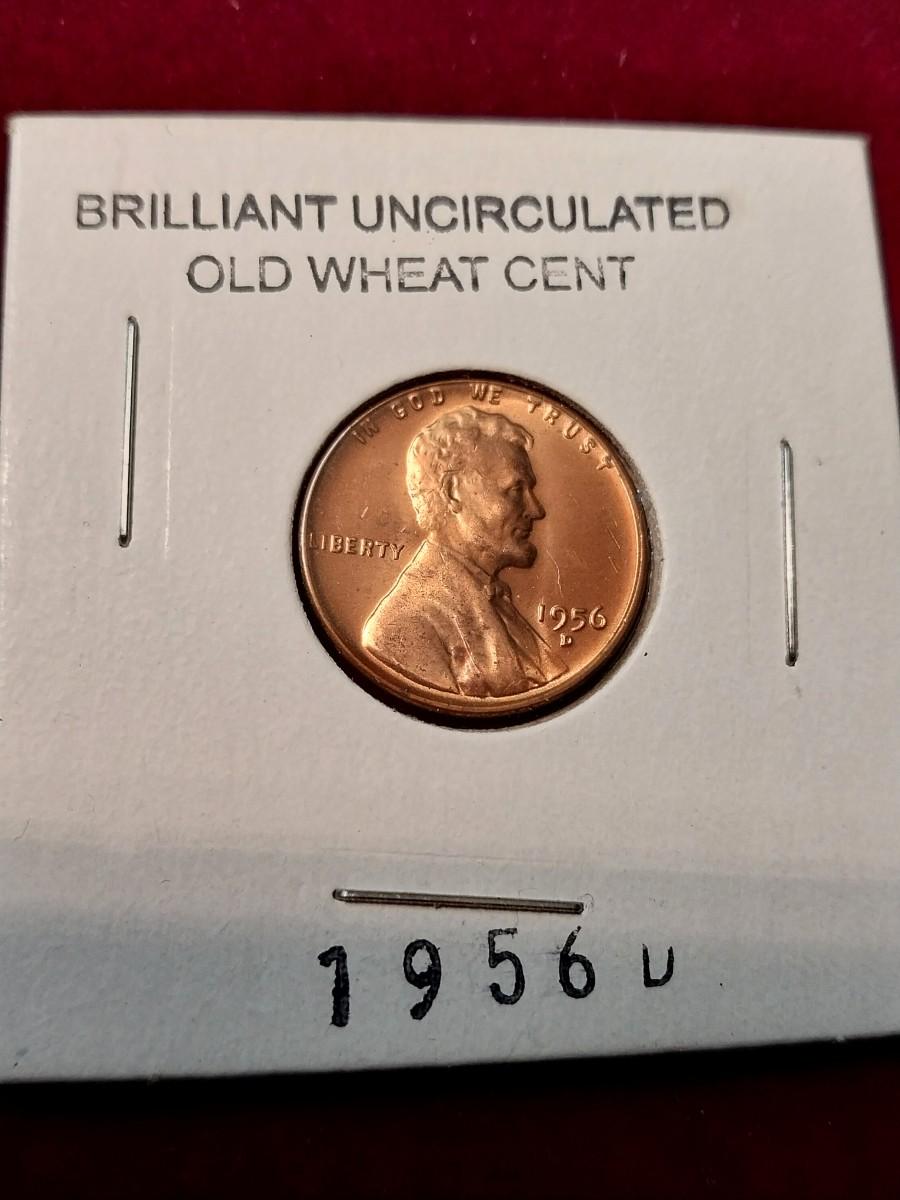 BRILLIANT UNCIRCULATED
OLD WHEAT CENT
IN GOD WE TRUST
LIBERTY
1956
D
1956 D